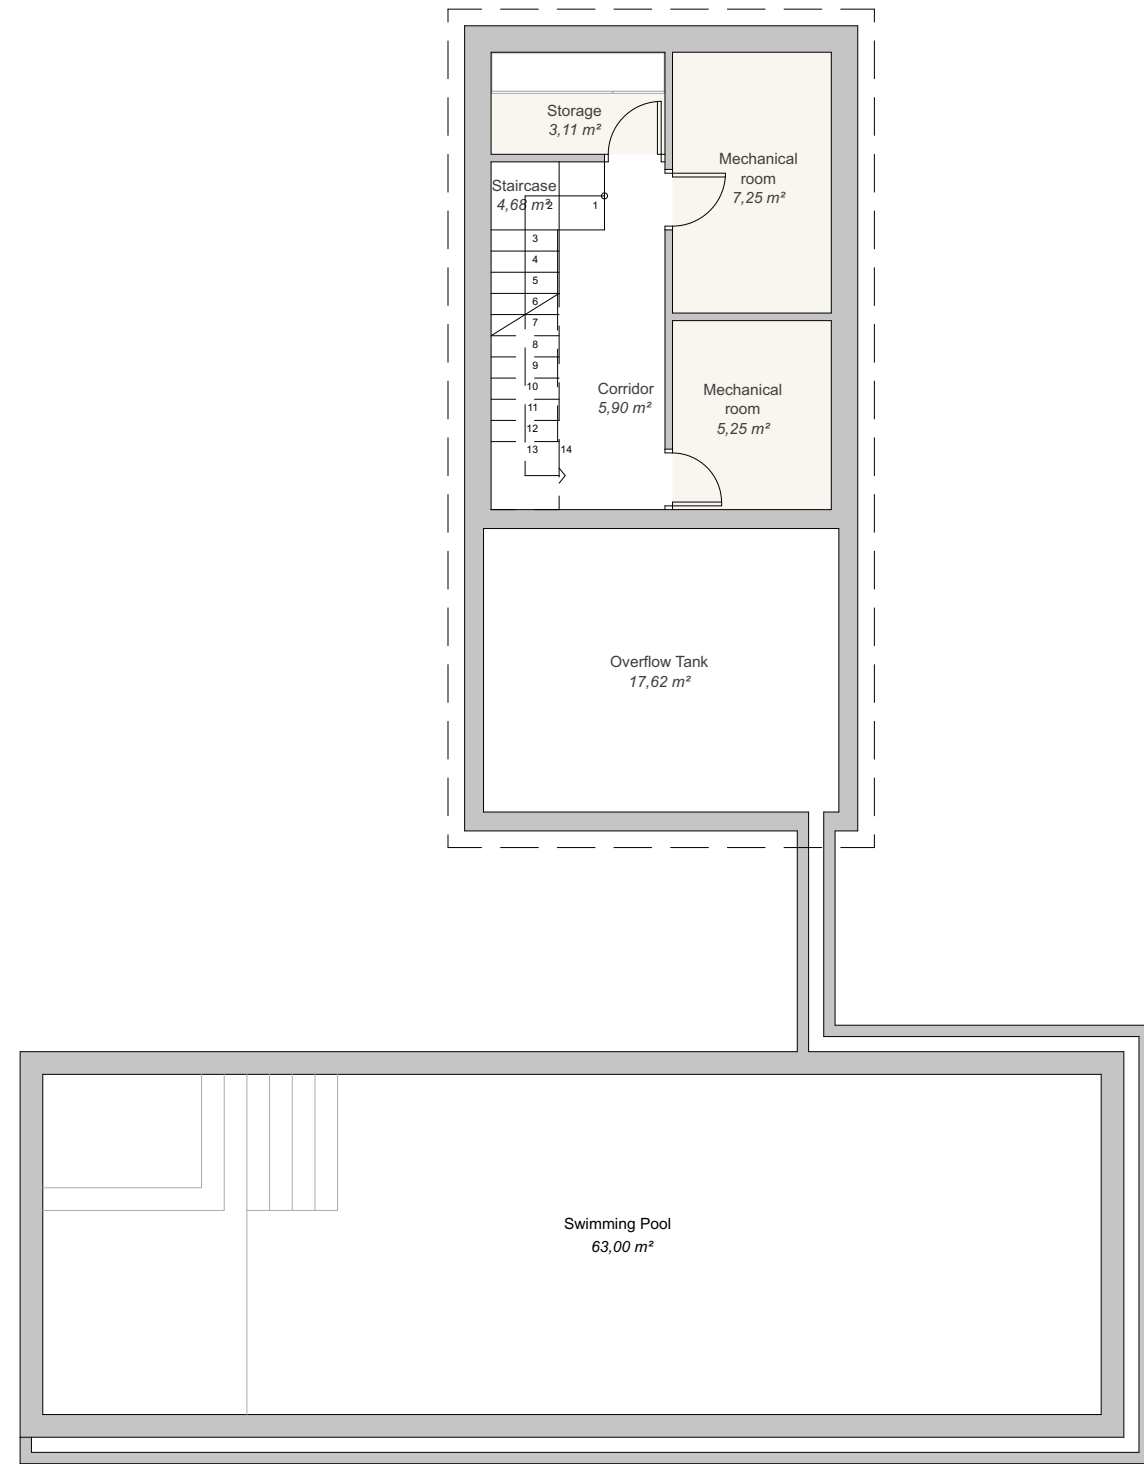 Storage
3,11 m²
Mechanical
room
7,25 m²
Staircase
4,68 m²
2
1
3
4
5
6
7
8
9
10
11
12
13
14
Corridor
5,90 m²
Mechanical
room
5,25 m²
Overflow Tank
17,62 m²
Swimming Pool
63,00 m²